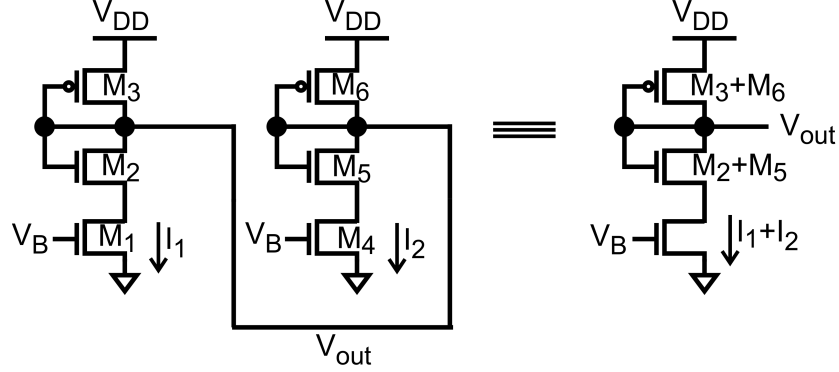 VDD VDD VDD
M3 M6 M3+M6
Vout
M2 M5 M2+M5
VB M1 I1 VB M4 I2 VB I1+I2
Vout